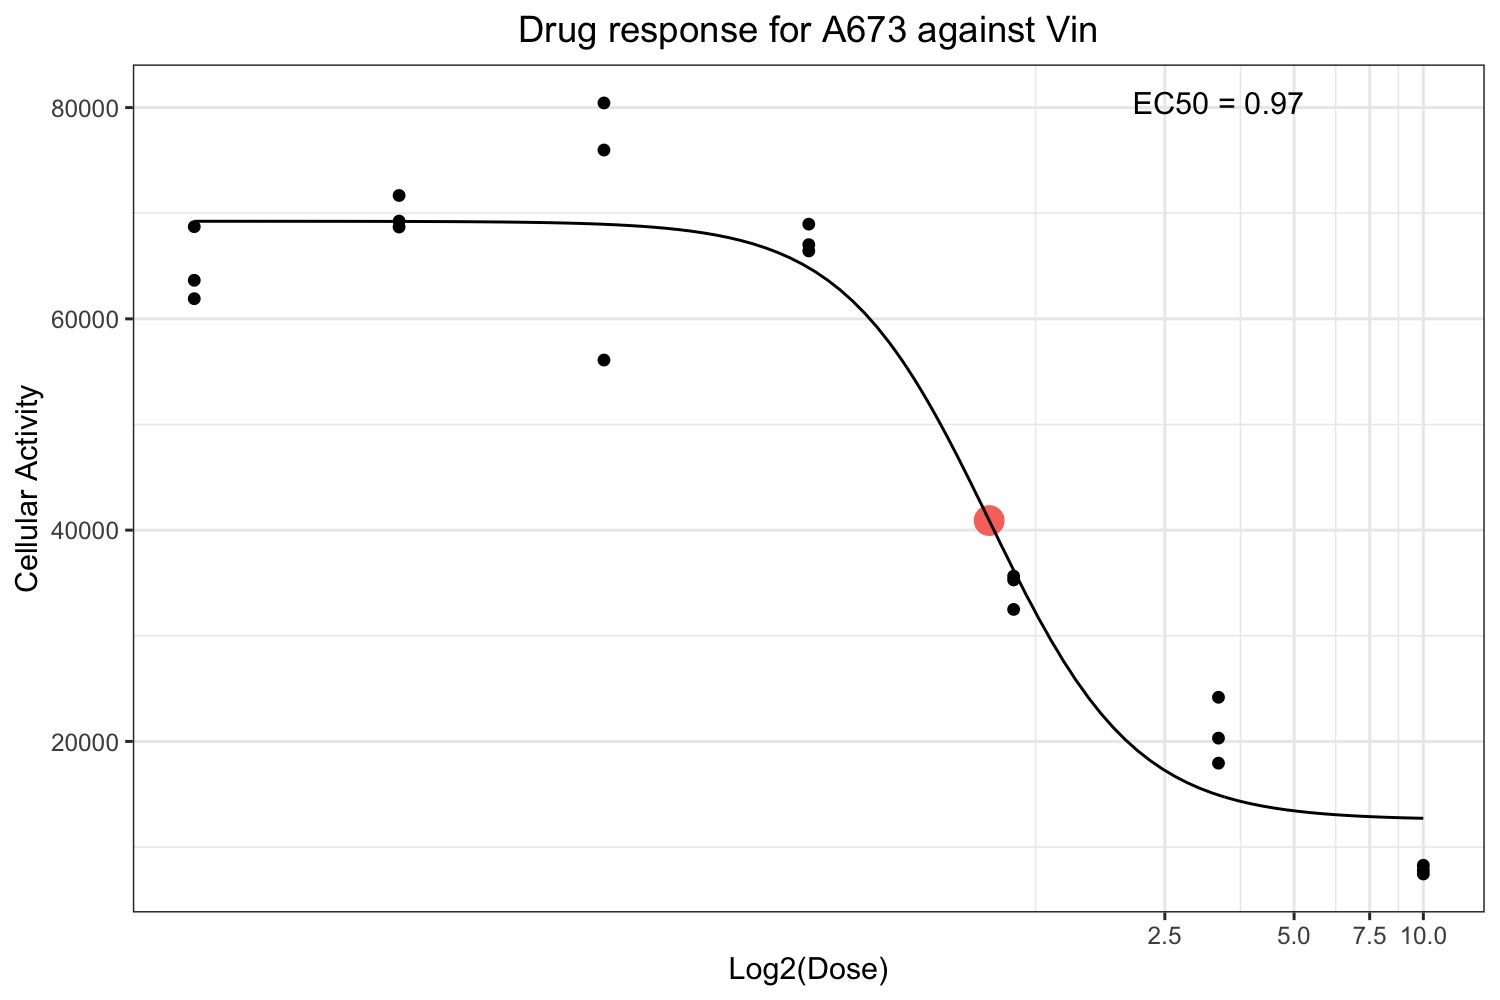 Drug response for A673 against Vin
EC50 = 0.97
80000
60000
40000
20000
Cellular Activity
2.5 5.0 7.5 10.0
Log2(Dose)